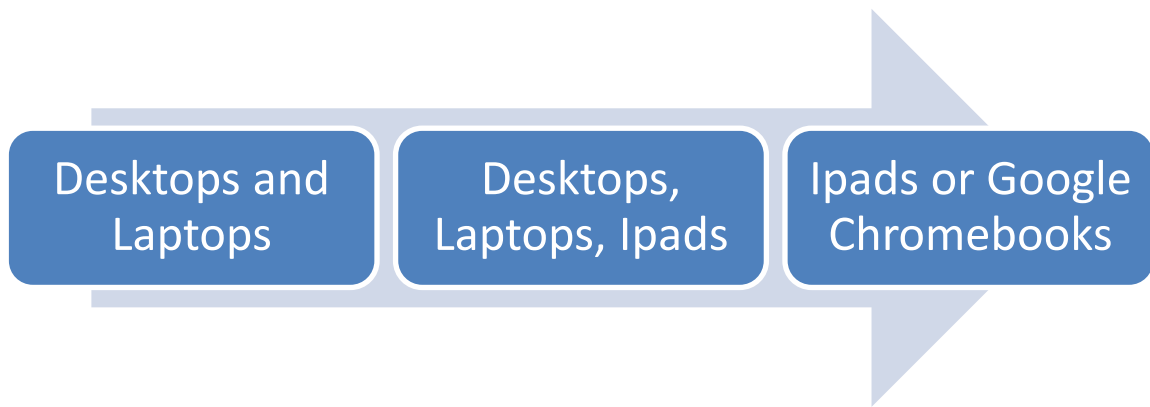 Desktops and
Laptops
Desktops,
Laptops, Ipads
Ipads or Google
Chromebooks